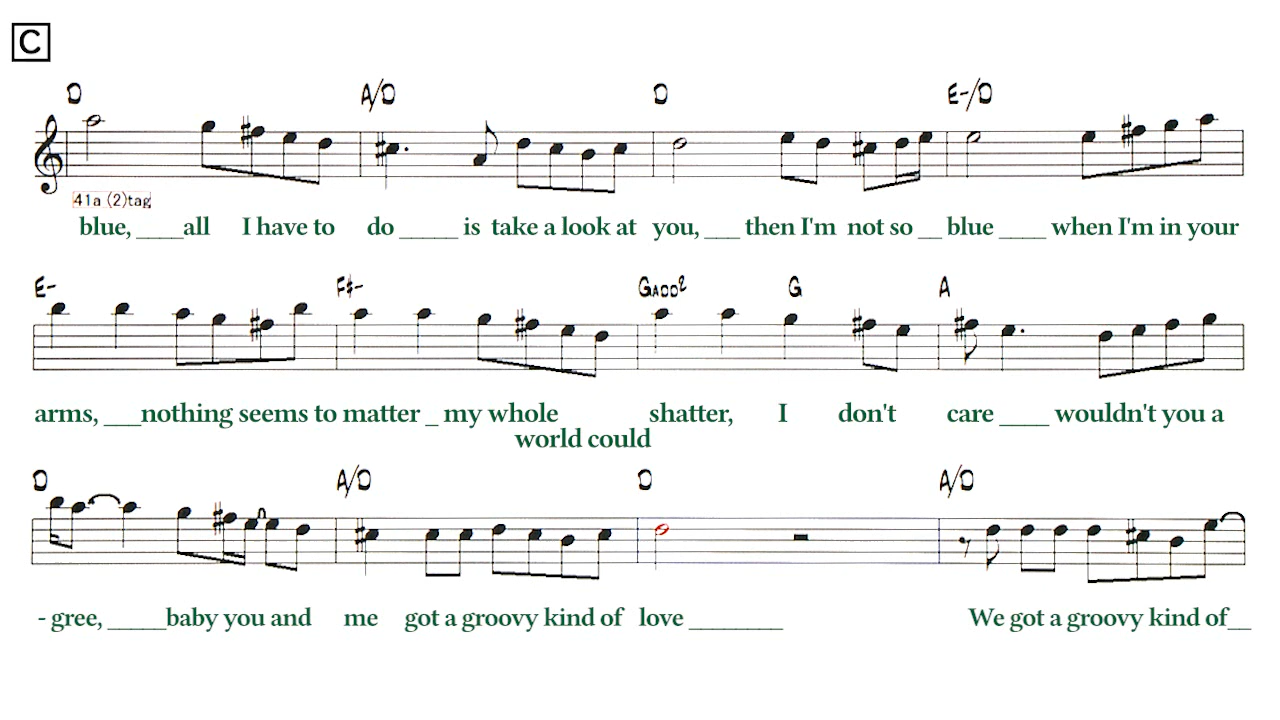 C
D A/D D E-/D
41a (2)tag
blue, ____all I have to do _____ is take a look at you, ___ then I'm not so __ blue ____ when I'm in your
E- F♯- Gadd2 G A
arms, ___nothing seems to matter _ my whole shatter, I don't care ____ wouldn't you a
world could
D A/D D A/D
- gree, _____baby you and me got a groovy kind of love ________ We got a groovy kind of__